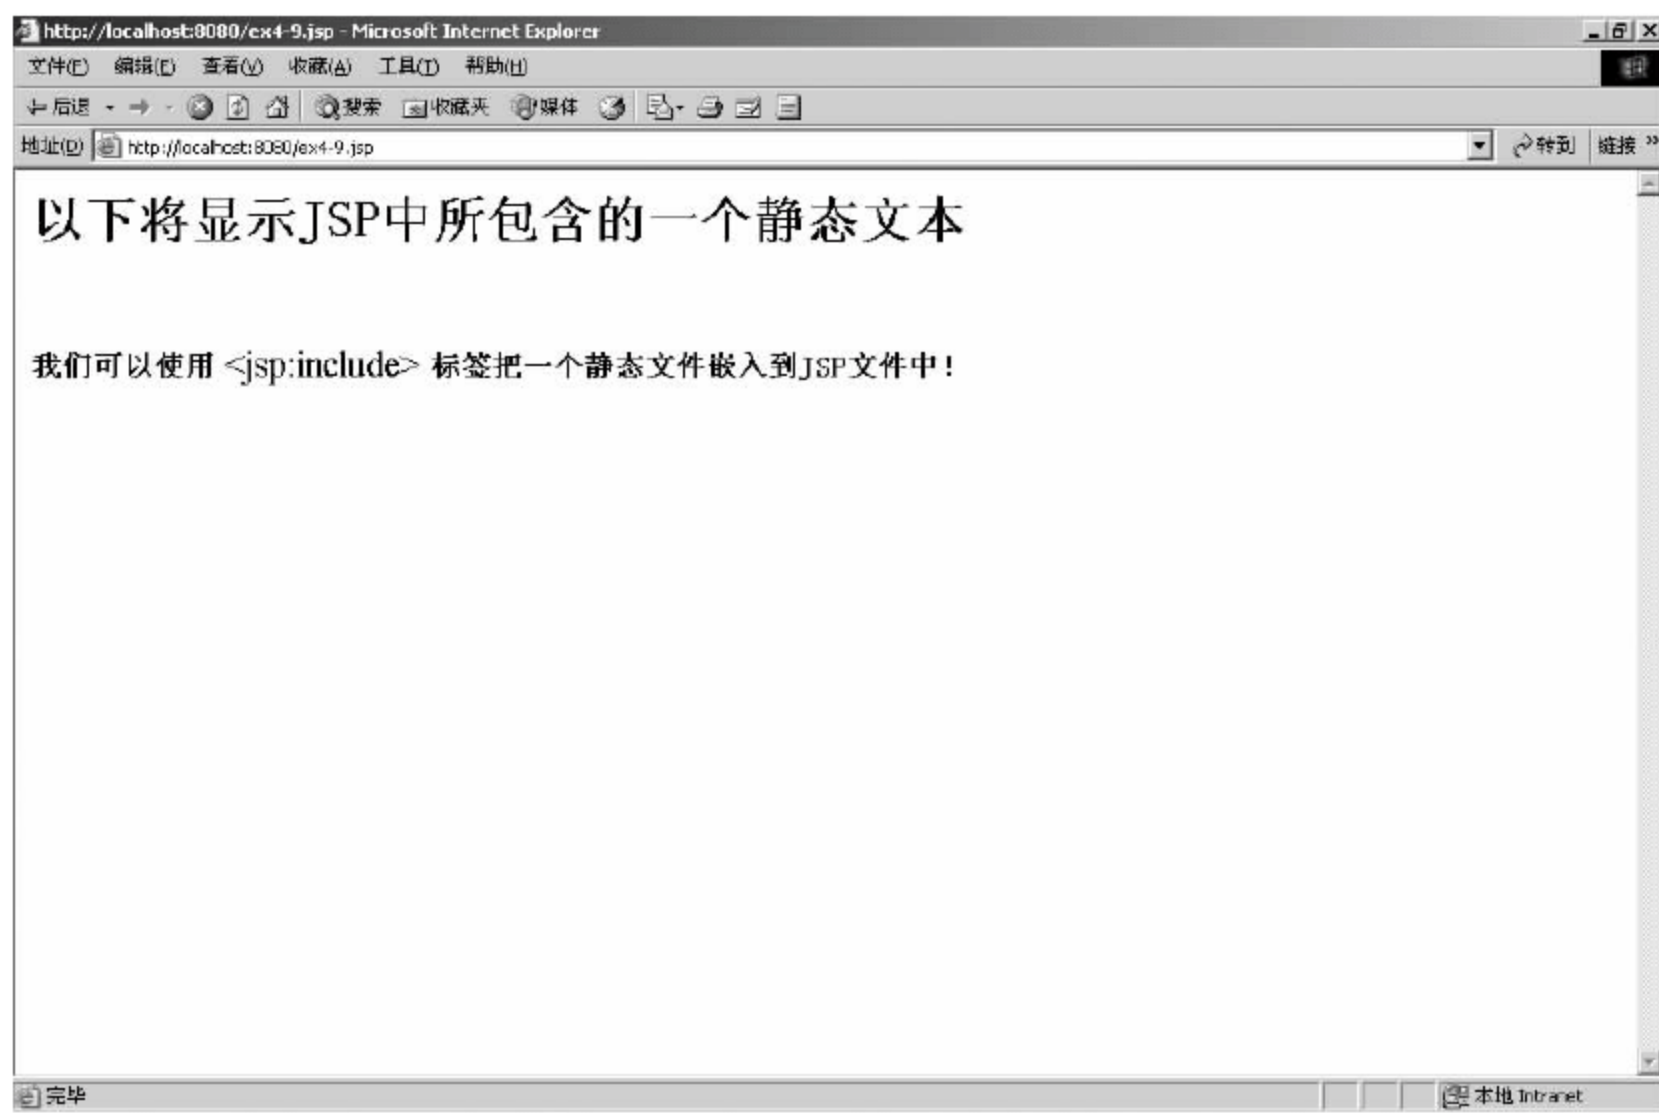 http://localhost:8080/ex4-9.jsp - Microsoft Internet Explorer
文件(F) 编辑(E) 查看(V) 收藏(A) 工具(T) 帮助(H)
后退 搜索 收藏夹 媒体
地址(D) http://localhost:8080/ex4-9.jsp 转到 链接 »
以下将显示JSP中所包含的一个静态文本
我们可以使用 <jsp:include> 标签把一个静态文件嵌入到JSP文件中！
完毕 本地 Intranet